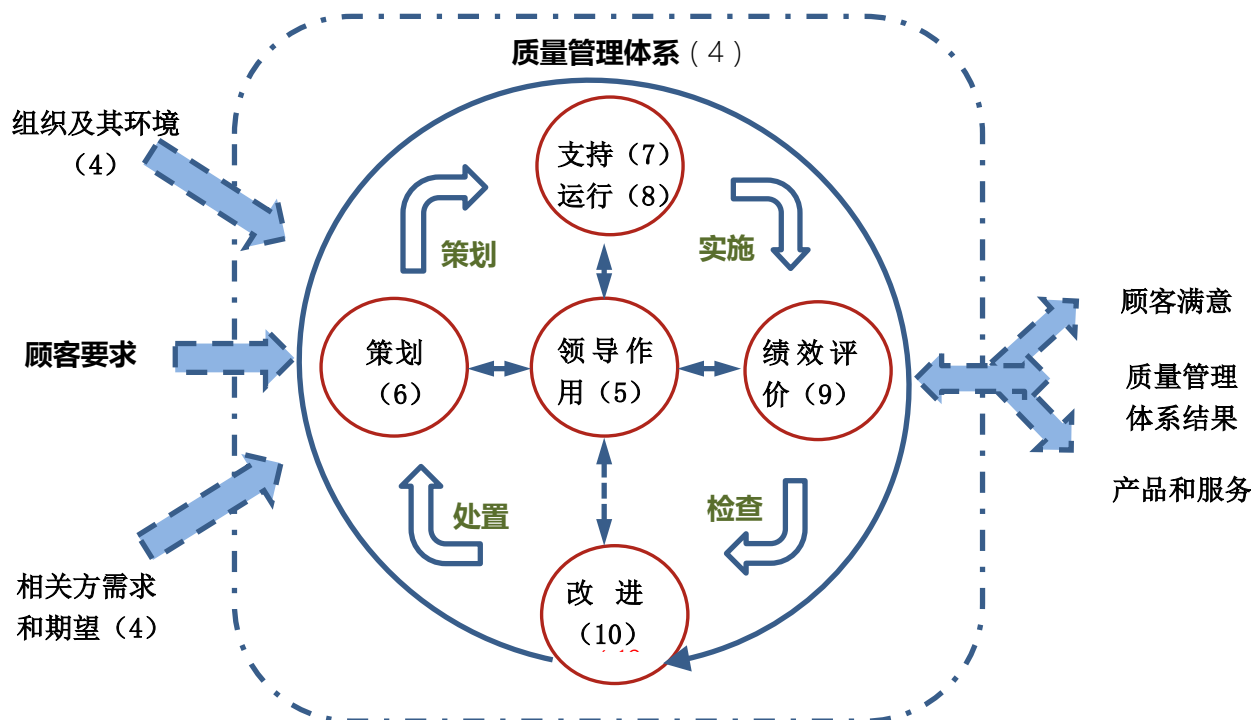 质量管理体系（4）
组织及其环境
（4）
支持（7）
运行（8）
策划
实施
顾客要求
策划
（6）
领导作
用（5）
绩效评
价（9）
顾客满意
质量管理
体系结果
产品和服务
处置
检查
相关方需求
和期望（4）
改 进
（10）